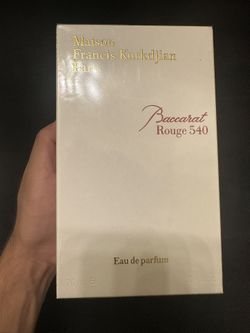 Maison
Francis Kurkdjian
Paris
Baccarat
Rouge 540
Eau de parfum